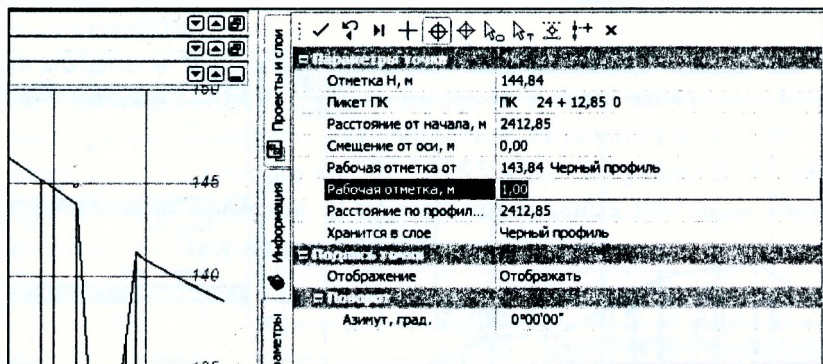 150
145
140
135
Проекты и слои
Информация
аметры
Параметры точки
Отметка H, м 144,84
Пикет ПК ПК 24 + 12,85 0
Расстояние от начала, м 2412,85
Смещение от оси, м 0,00
Рабочая отметка от 143,84 Черный профиль
Рабочая отметка, м 1,00
Расстояние по профил... 2412,85
Хранится в слое Черный профиль
Подпись точки
Отображение Отображать
Поворот
Азимут, град. 0°00'00"